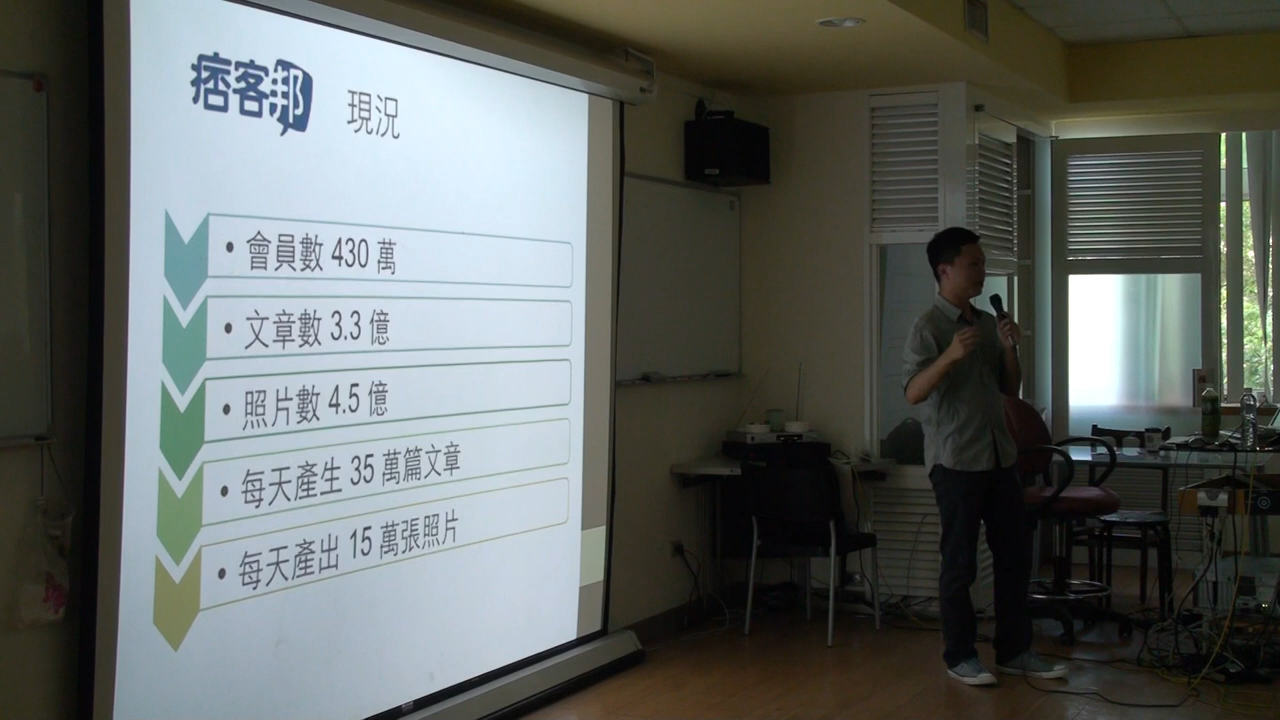 痞客邦 現況
• 會員數 430 萬
• 文章數 3.3 億
• 照片數 4.5 億
• 每天產生 35 萬篇文章
• 每天產出 15 萬張照片